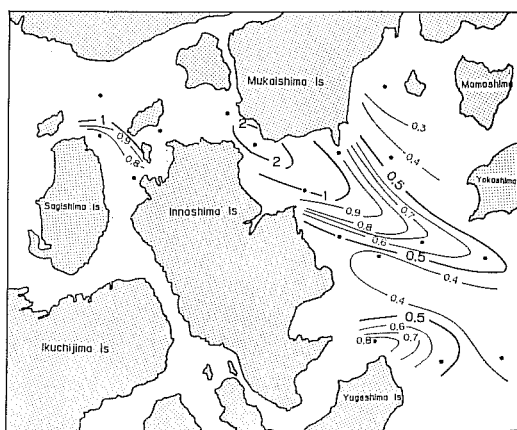 Mukaishima Is
Momoshima
Yokoshima
Sagishima Is
Innoshima Is
Ikuchijima Is
Yugeshima Is
1
0.9
0.8
2
2
1
0.9
0.8
0.6
0.5
0.3
0.4
0.5
0.7
0.4
0.4
0.5
0.6
0.7
0.8